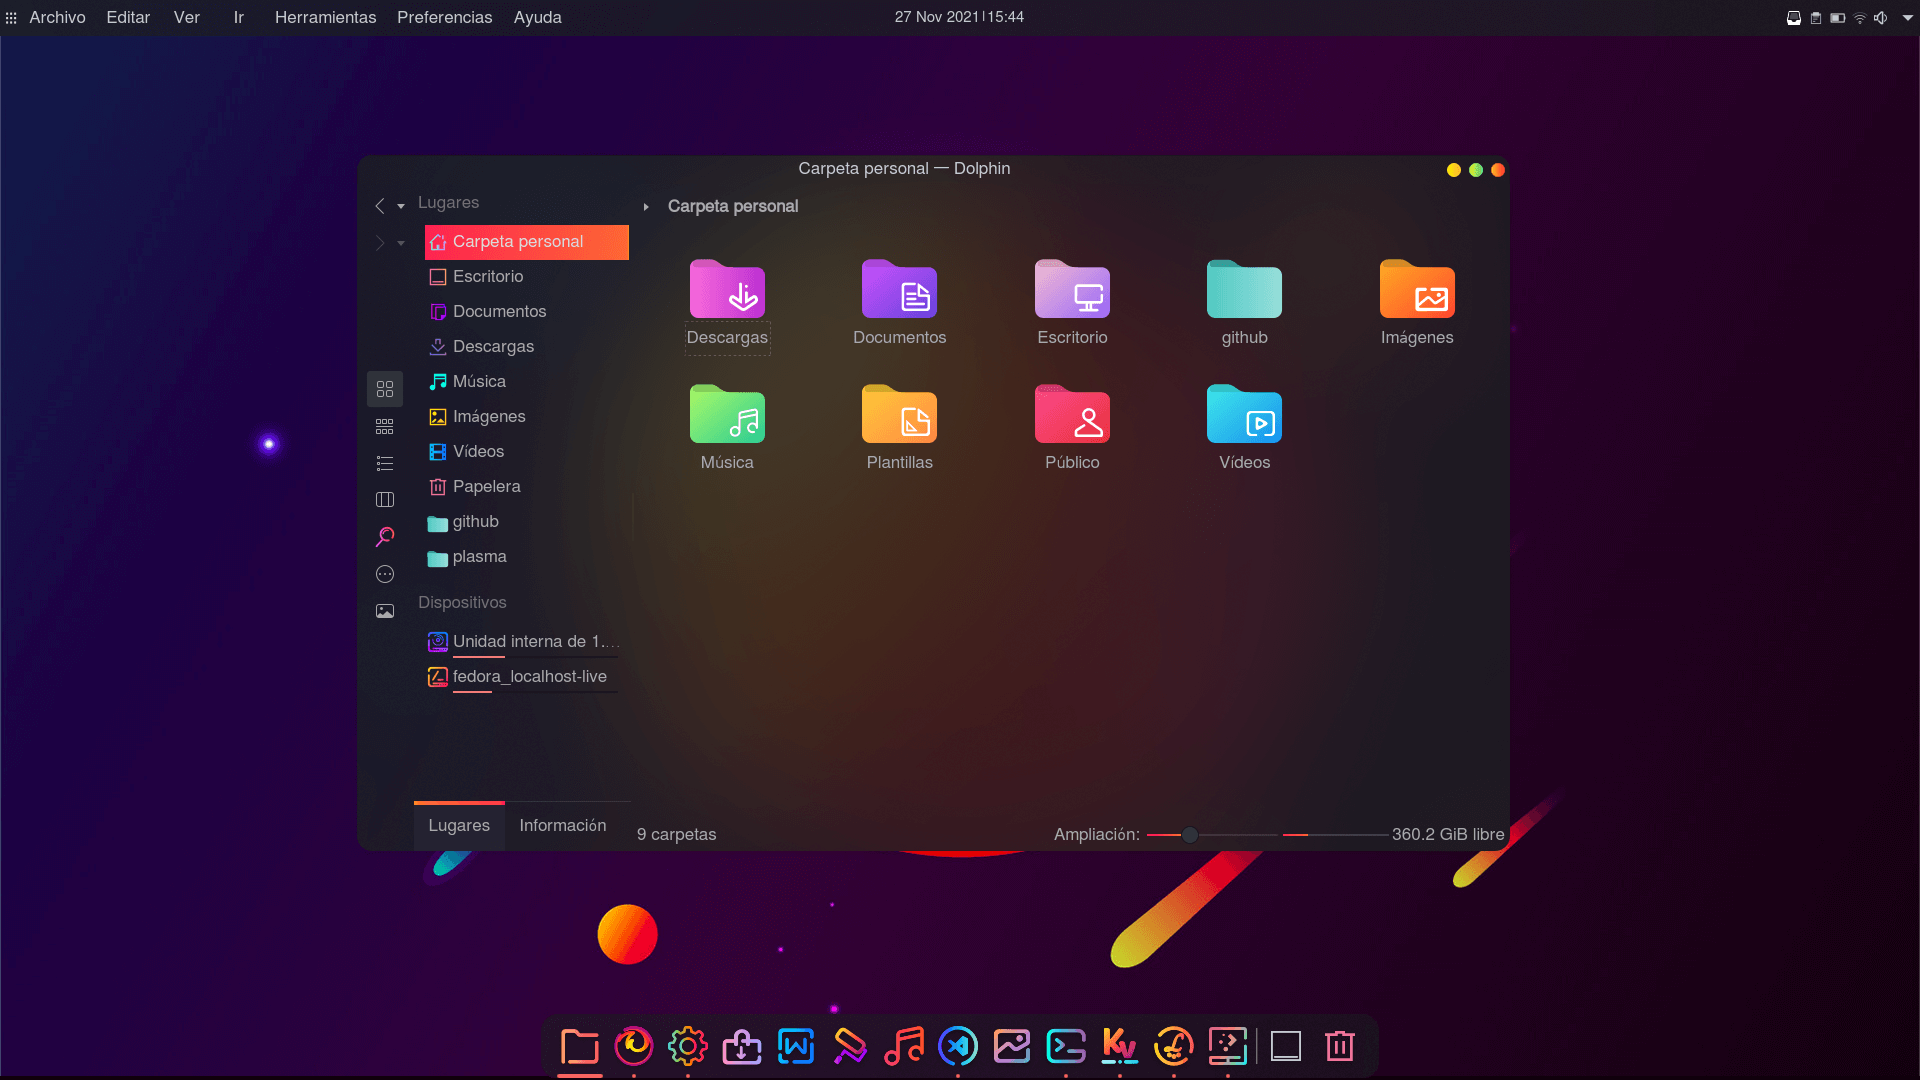 Archivo Editar Ver Ir Herramientas Preferencias Ayuda
27 Nov 2021|15:44
Carpeta personal — Dolphin
Lugares
Carpeta personal
Escritorio
Documentos
Descargas
Música
Imágenes
Vídeos
Papelera
github
plasma
Dispositivos
Unidad interna de 1....
fedora_localhost-live
Lugares Información
Carpeta personal
Descargas Documentos Escritorio github Imágenes
Música Plantillas Público Vídeos
9 carpetas
Ampliación:
360.2 GiB libre